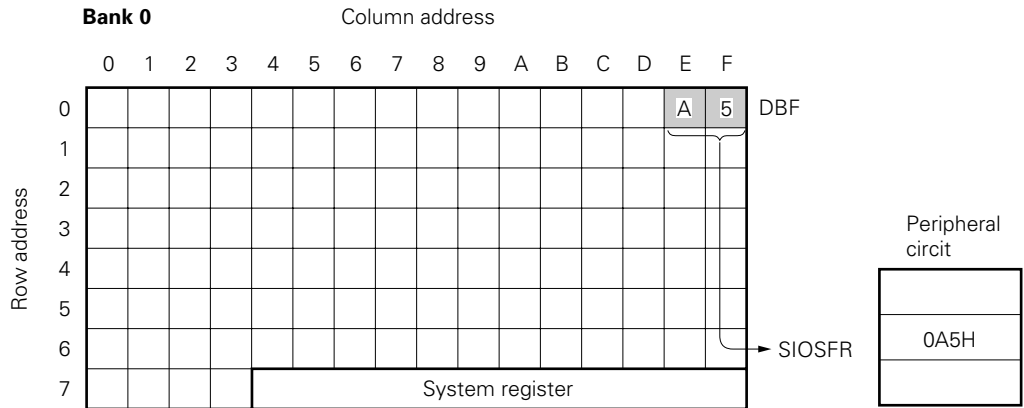 Bank 0 Column address
0 1 2 3 4 5 6 7 8 9 A B C D E F
0 A 5 DBF
1
2
3
4
5
6 SIOSFR
7 System register
Row address
Peripheral
circit
0A5H